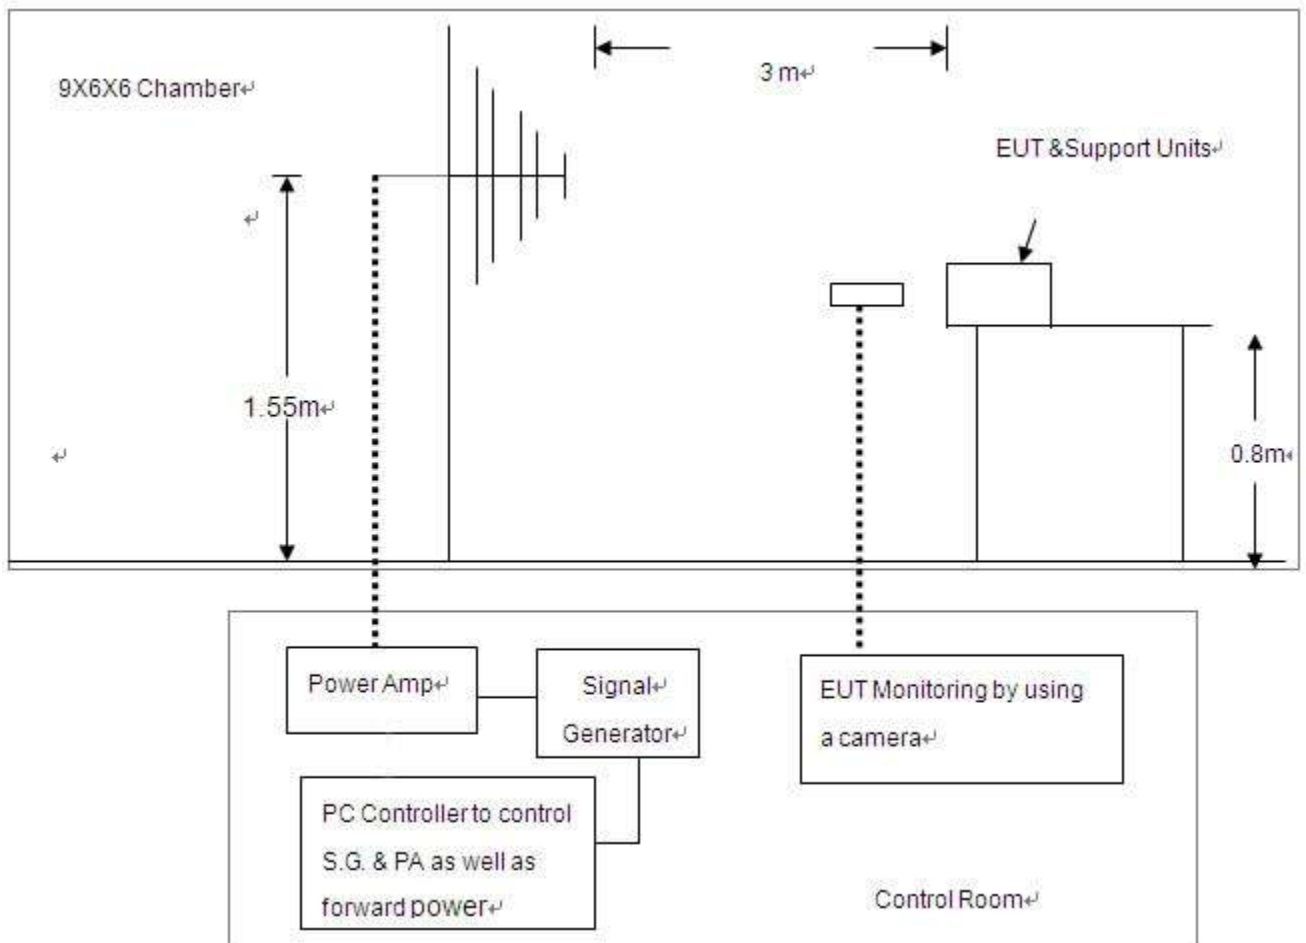 9X6X6 Chamber↵
3 m↵
EUT &Support Units↵
↵
1.55m↵
↵
0.8m↵
Power Amp↵
Signal↵
Generator↵
EUT Monitoring by using
a camera↵
PC Controller to control
S.G. & PA as well as
forward power↵
Control Room↵